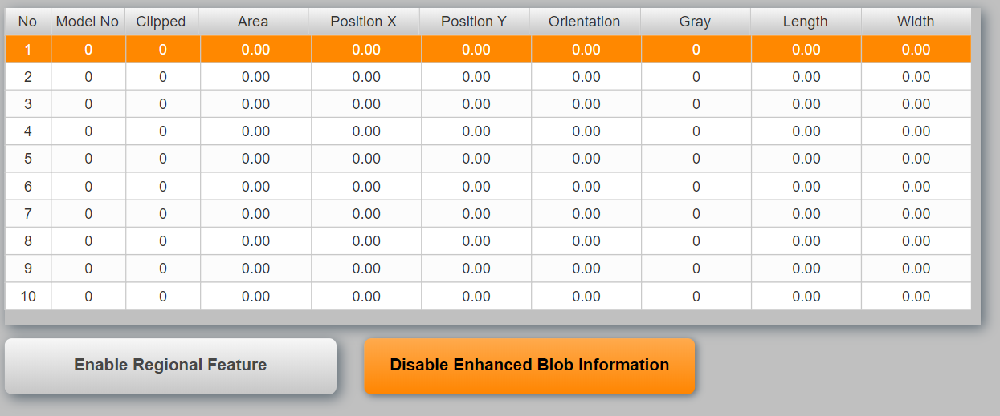 No Model No Clipped Area Position X Position Y Orientation Gray Length Width
1 0 0 0.00 0.00 0.00 0.00 0 0.00 0.00
2 0 0 0.00 0.00 0.00 0.00 0 0.00 0.00
3 0 0 0.00 0.00 0.00 0.00 0 0.00 0.00
4 0 0 0.00 0.00 0.00 0.00 0 0.00 0.00
5 0 0 0.00 0.00 0.00 0.00 0 0.00 0.00
6 0 0 0.00 0.00 0.00 0.00 0 0.00 0.00
7 0 0 0.00 0.00 0.00 0.00 0 0.00 0.00
8 0 0 0.00 0.00 0.00 0.00 0 0.00 0.00
9 0 0 0.00 0.00 0.00 0.00 0 0.00 0.00
10 0 0 0.00 0.00 0.00 0.00 0 0.00 0.00
Enable Regional Feature Disable Enhanced Blob Information